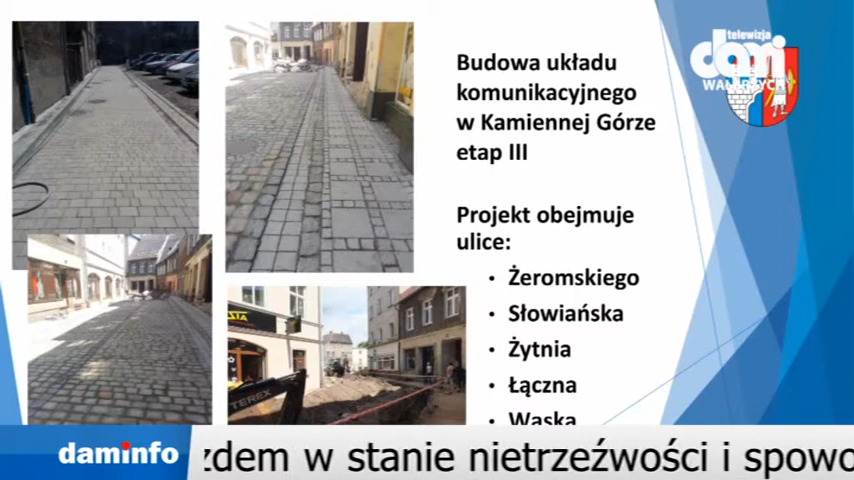 telewizja
dami
WAŁBRZYCH
Budowa układu
komunikacyjnego
w Kamiennej Górze
etap III
Projekt obejmuje
ulice:
• Żeromskiego
• Słowiańska
• Żytnia
• Łączna
• Wąska
TEREX
daminfo
zdem w stanie nietrzeźwości i spowo